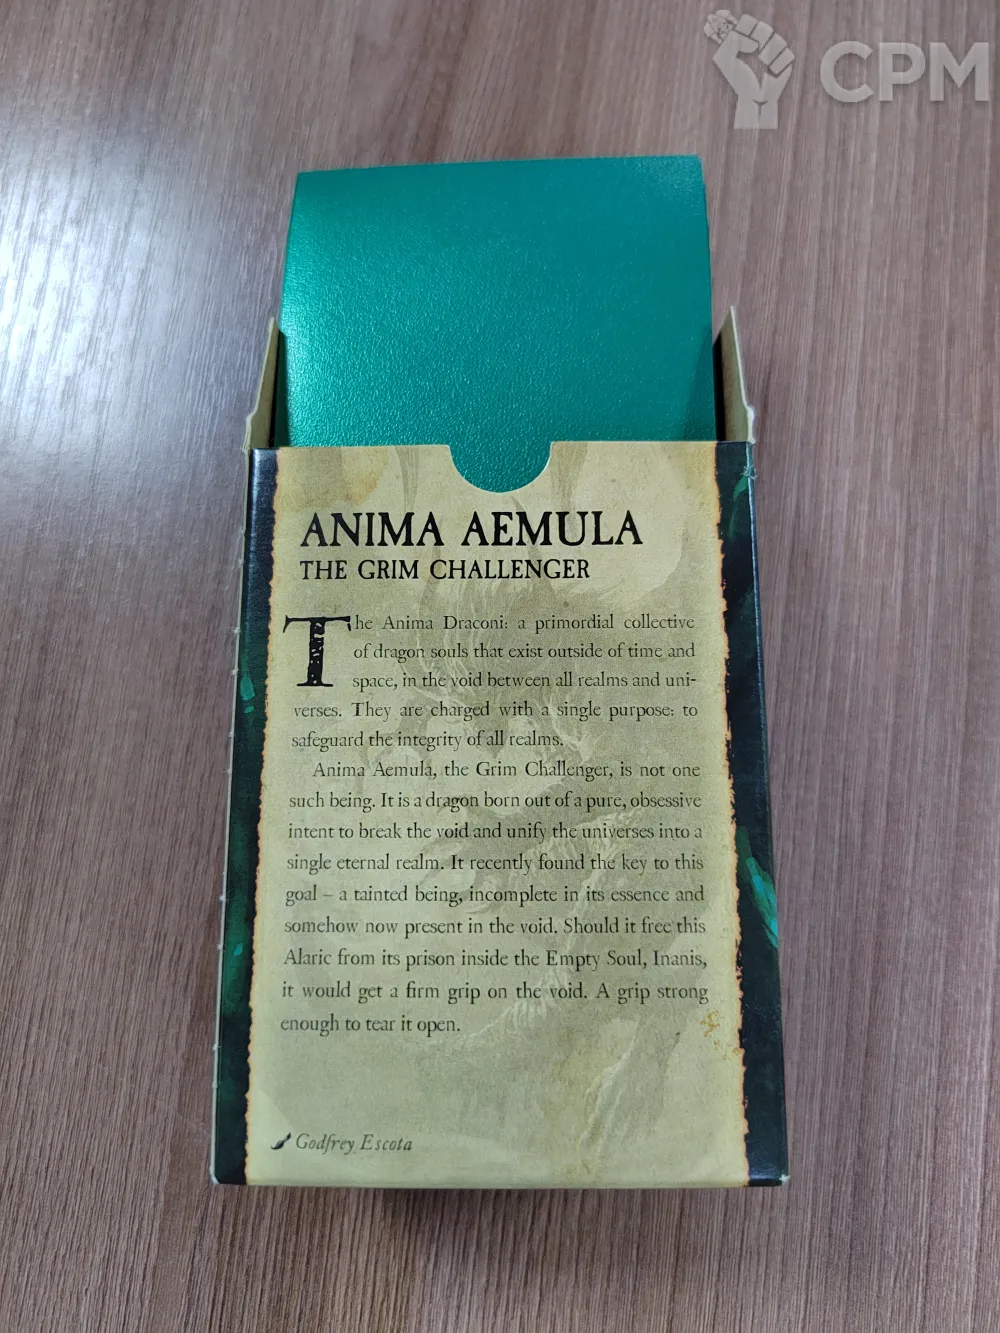 CPM
ANIMA AEMULA
THE GRIM CHALLENGER
The Anima Draconi: a primordial collective
of dragon souls that exist outside of time and
space, in the void between all realms and uni-
verses. They are charged with a single purpose: to
safeguard the integrity of all realms.
Anima Aemula, the Grim Challenger, is not one
such being. It is a dragon born out of a pure, obsessive
intent to break the void and unify the universes into a
single eternal realm. It recently found the key to this
goal – a tainted being, incomplete in its essence and
somehow now present in the void. Should it free this
Alaric from its prison inside the Empty Soul, Inanis,
it would get a firm grip on the void. A grip strong
enough to tear it open.
Godfrey Escota